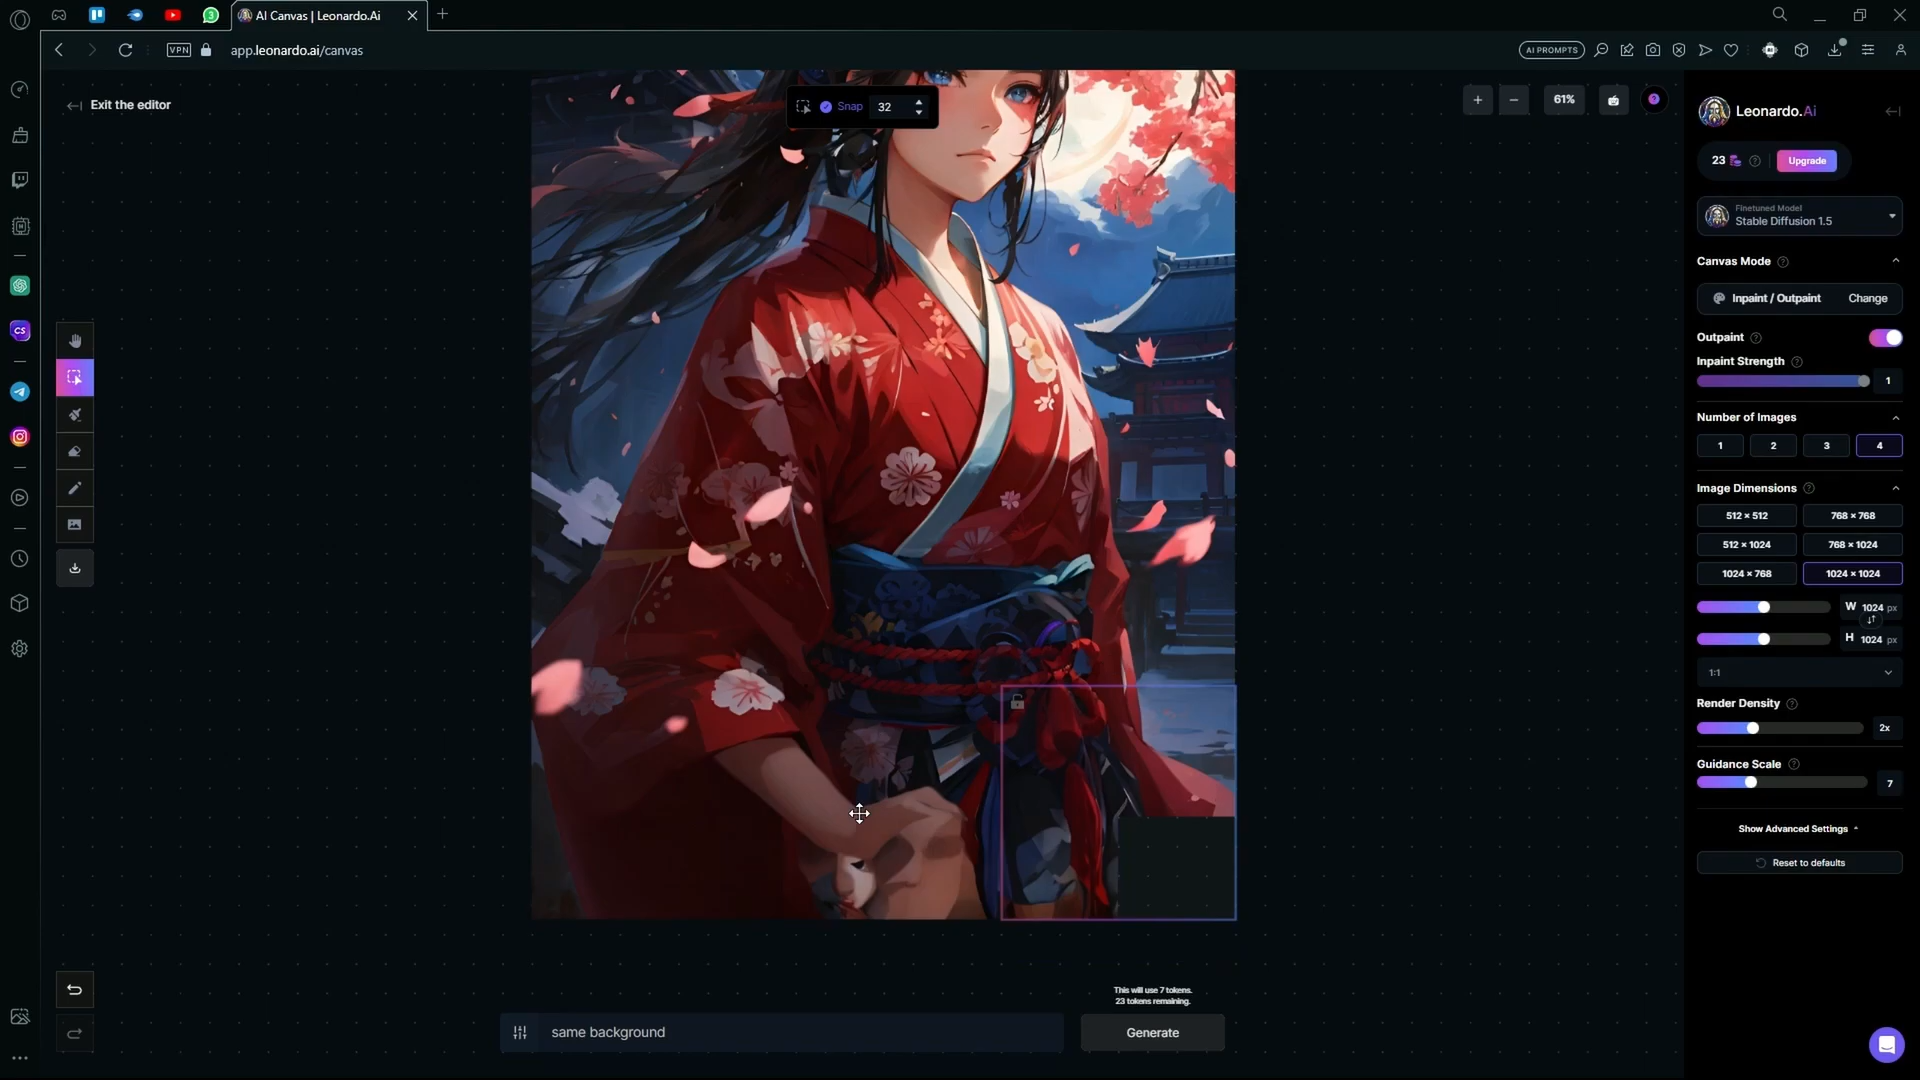 3
AI Canvas | Leonardo.Ai
VPN
app.leonardo.ai/canvas
AI PROMPTS
Exit the editor
Snap
32
61%
Leonardo.Ai
23
Upgrade
Finetuned Model
Stable Diffusion 1.5
Canvas Mode
Inpaint / Outpaint
Change
Outpaint
Inpaint Strength
1
Number of Images
1
2
3
4
Image Dimensions
512 × 512
768 × 768
512 × 1024
768 × 1024
1024 × 768
1024 × 1024
W 1024 px
H 1024 px
1:1
Render Density
2x
Guidance Scale
7
Show Advanced Settings
Reset to defaults
CS
This will use 7 tokens.
23 tokens remaining.
same background
Generate